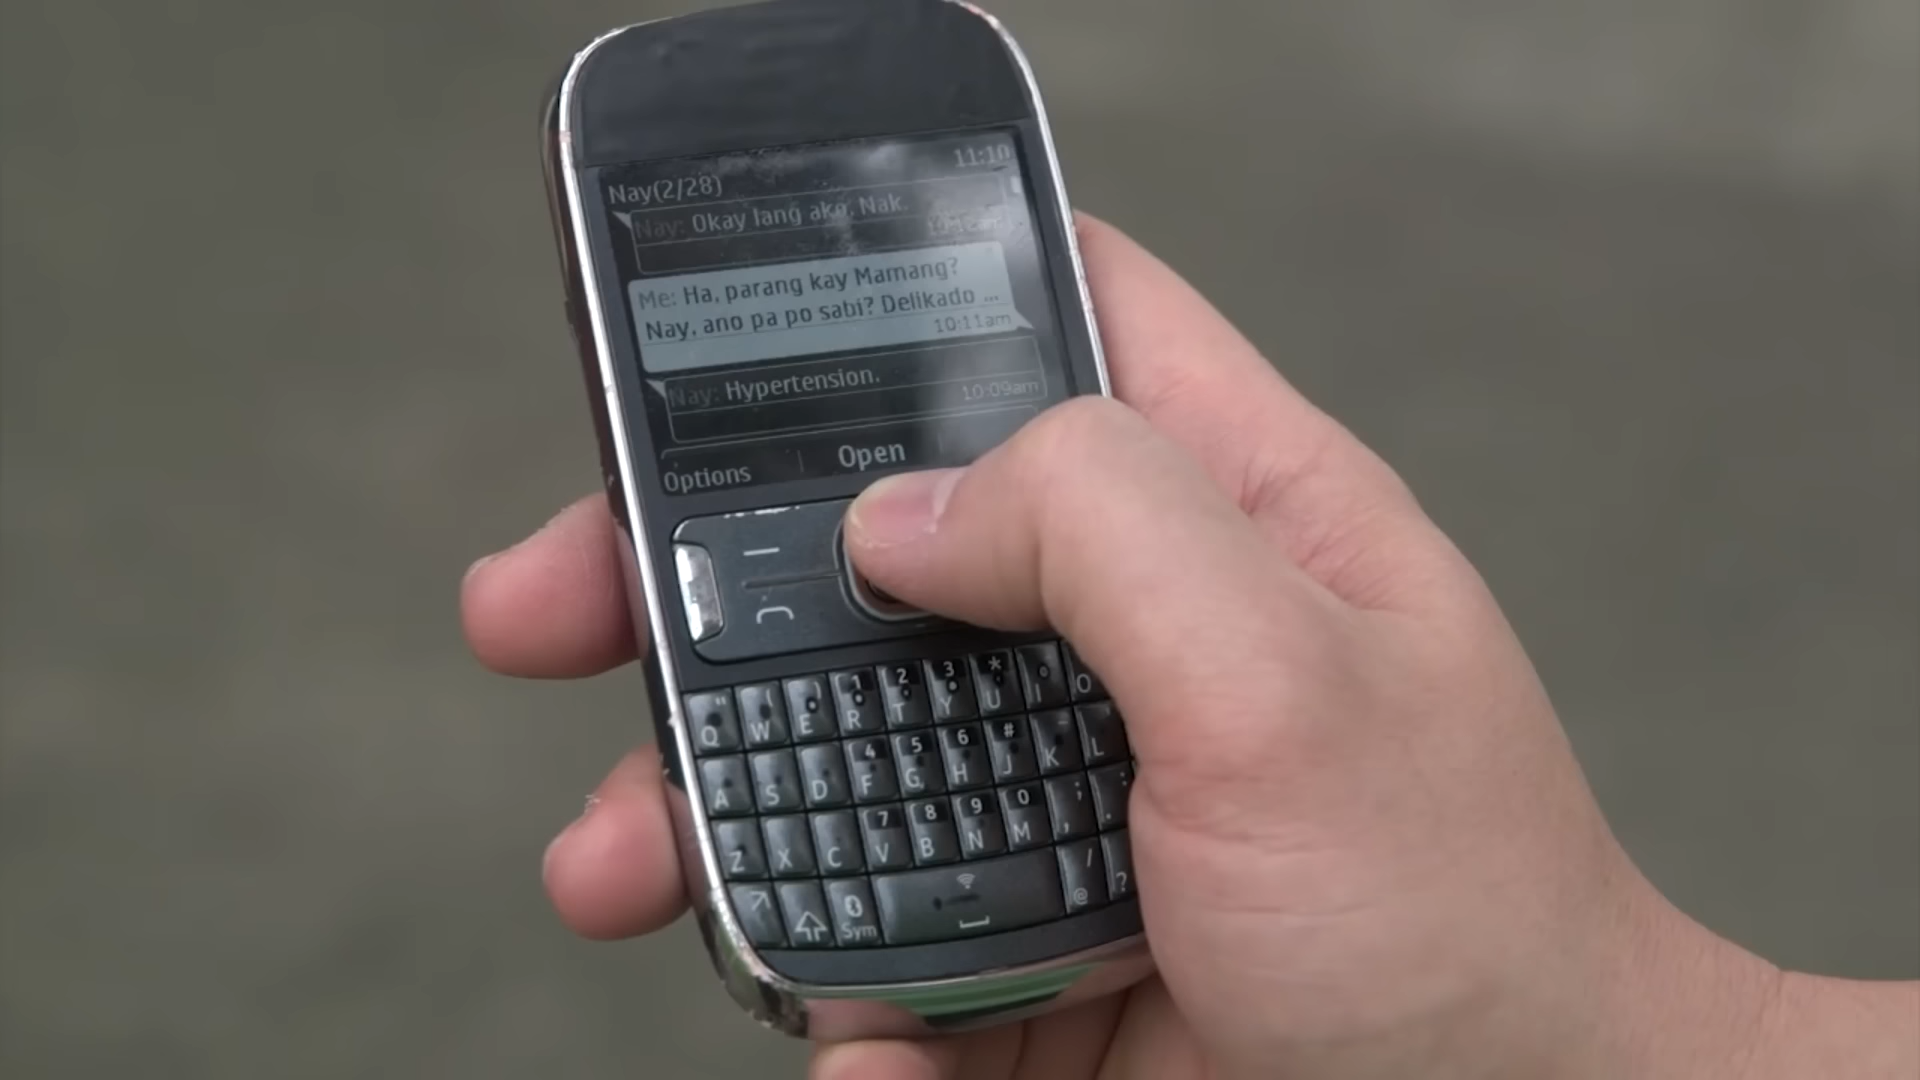 11:10
Nay(2/28)
Nay: Okay lang ako, Nak.
Me: Ha, parang kay Mamang?
Nay, ano pa po sabi? Delikado ...
10:11am
Nay: Hypertension.
10:09am
Options
Open
" ( ) 1 2 3 *
Q W E R T Y U I O
4 5 6 #
A S D F G H J K L
7 8 9 0 ; :
Z X C V B N M , .
/
Sym @ ?